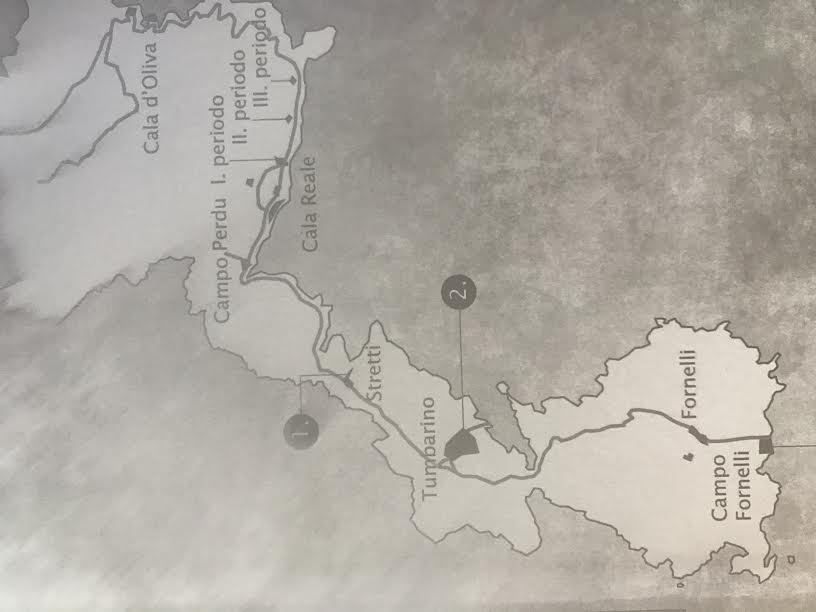 Cala d'Oliva
III. periodo
II. periodo
I. periodo
Campo Perdu
Cala Reale
1.
Stretti
2.
Tumbarino
Fornelli
Campo
Fornelli